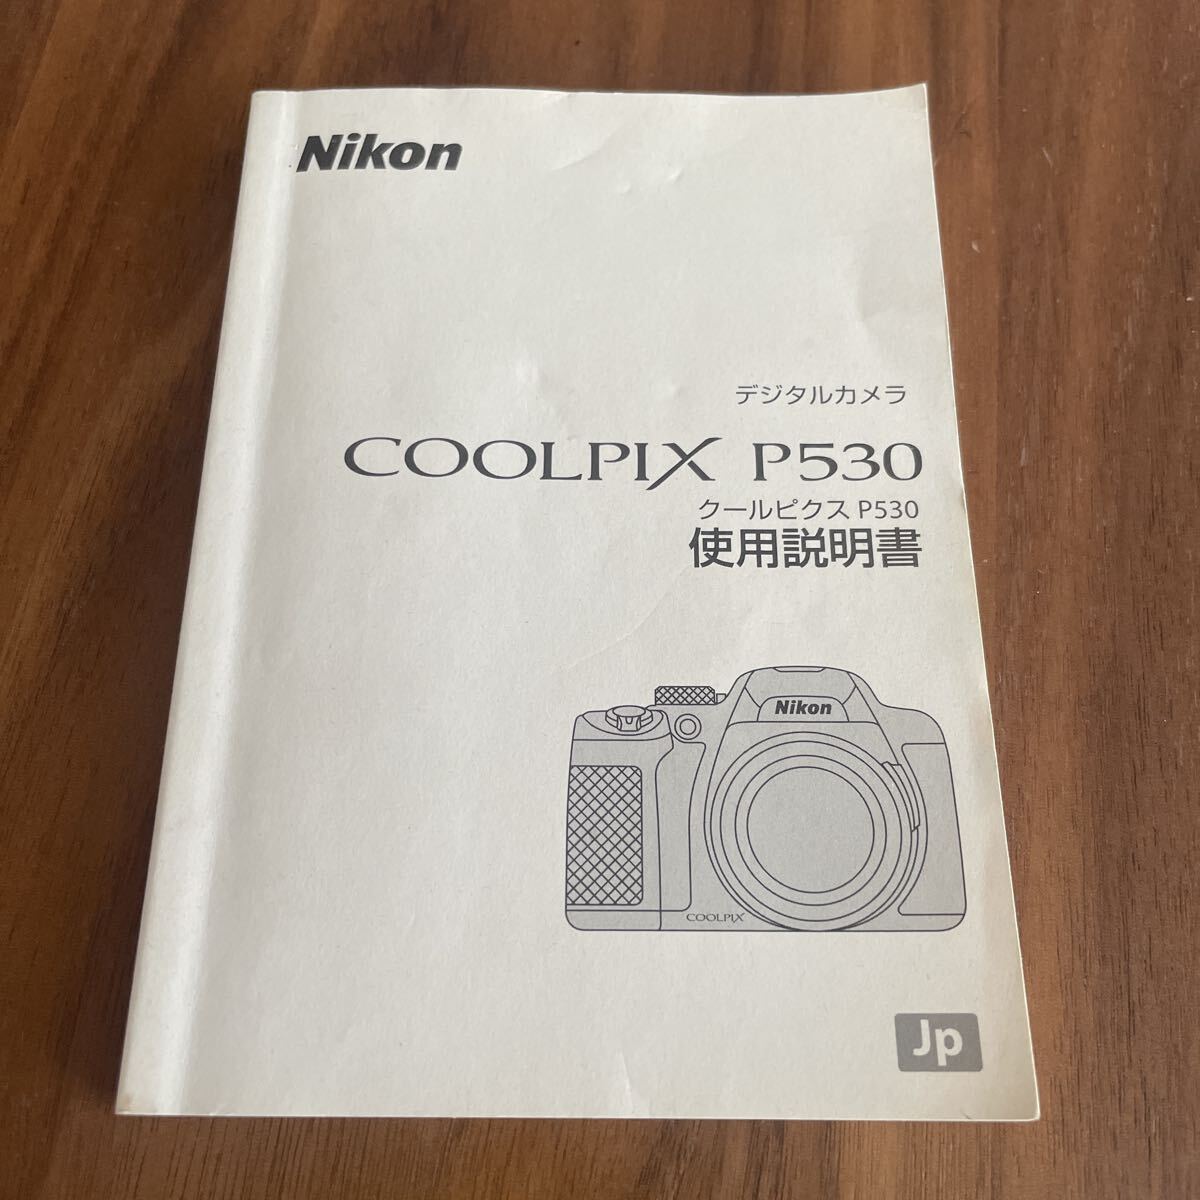 Nikon
デジタルカメラ
COOLPIX P530
クールピクス P530
使用説明書
Nikon
COOLPIX
Jp